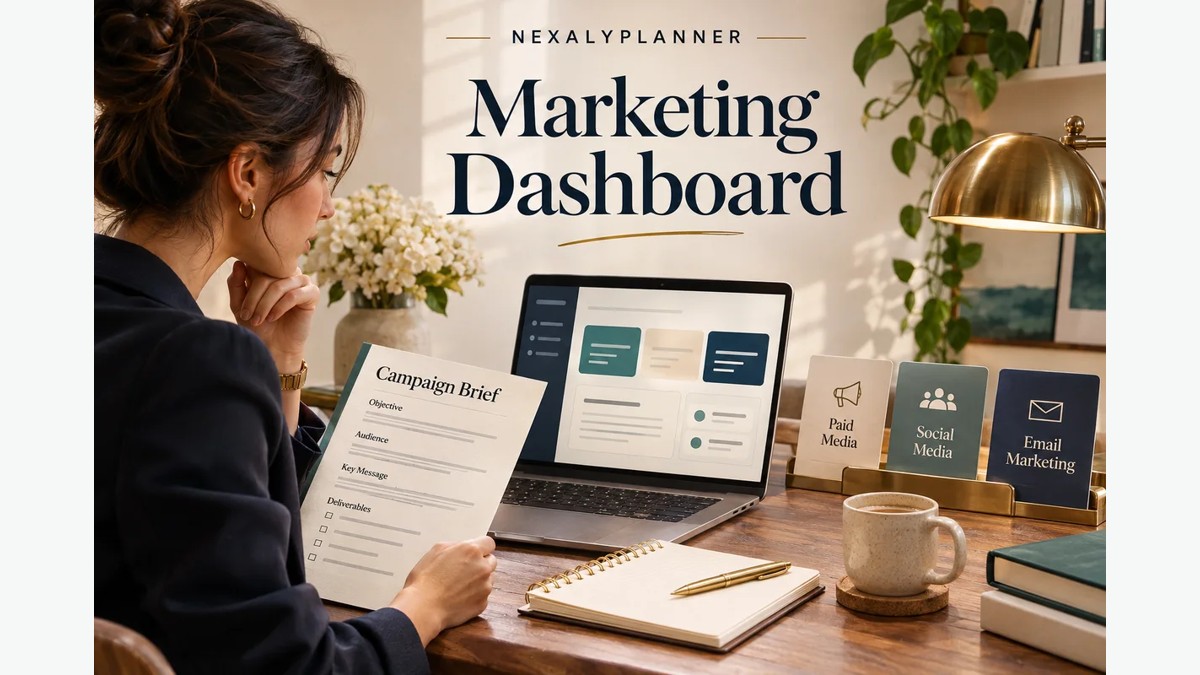 NEXALYPLANNER
Marketing
Dashboard
Campaign Brief
Objective
Audience
Key Message
Deliverables
Paid
Media
Social
Media
Email
Marketing